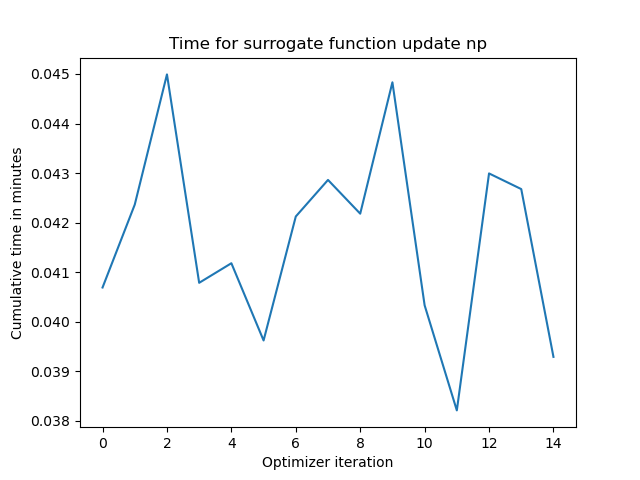 Time for surrogate function update np
Cumulative time in minutes
0.045
0.044
0.043
0.042
0.041
0.040
0.039
0.038
0 2 4 6 8 10 12 14
Optimizer iteration